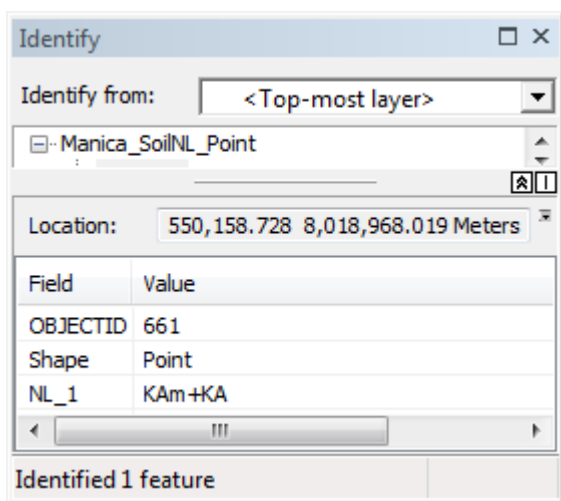 Identify
Identify from: <Top-most layer>
Manica_SoilNL_Point
Location: 550,158.728 8,018,968.019 Meters
Field Value
OBJECTID 661
Shape Point
NL_1 KAm+KA
Identified 1 feature